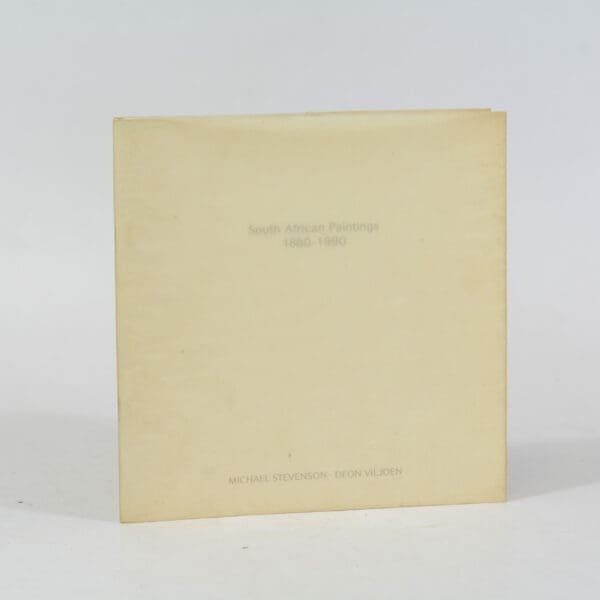 South African Paintings
1880-1990
MICHAEL STEVENSON · DEON VILJOEN